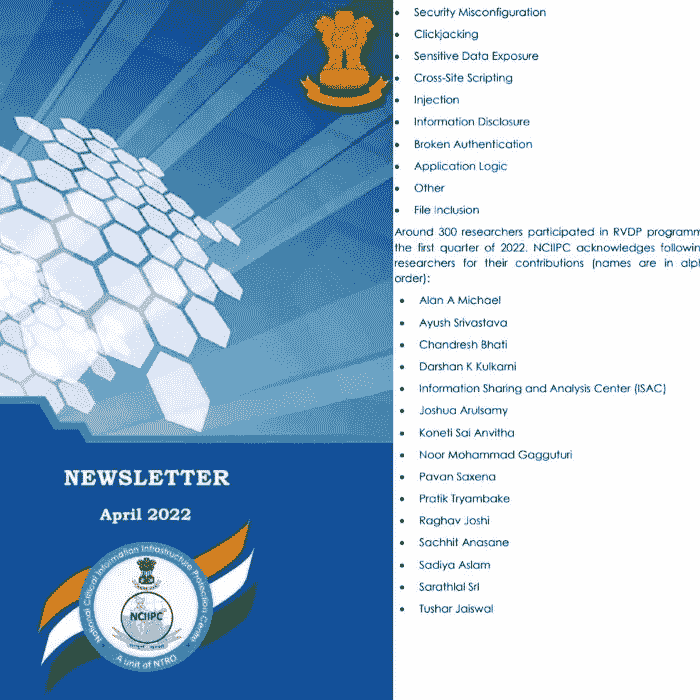 NEWSLETTER
April 2022
National Critical Information Infrastructure Protection Centre
NCIIPC
A unit of NTRO
Security Misconfiguration
Clickjacking
Sensitive Data Exposure
Cross-Site Scripting
Injection
Information Disclosure
Broken Authentication
Application Logic
Other
File Inclusion
Around 300 researchers participated in RVDP programm
the first quarter of 2022. NCIIPC acknowledges followin
researchers for their contributions (names are in alph
order):
Alan A Michael
Ayush Srivastava
Chandresh Bhati
Darshan K Kulkarni
Information Sharing and Analysis Center (ISAC)
Joshua Arulsamy
Koneti Sai Anvitha
Noor Mohammad Gagguturi
Pavan Saxena
Pratik Tryambake
Raghav Joshi
Sachhit Anasane
Sadiya Aslam
Sarathlal Srl
Tushar Jaiswal